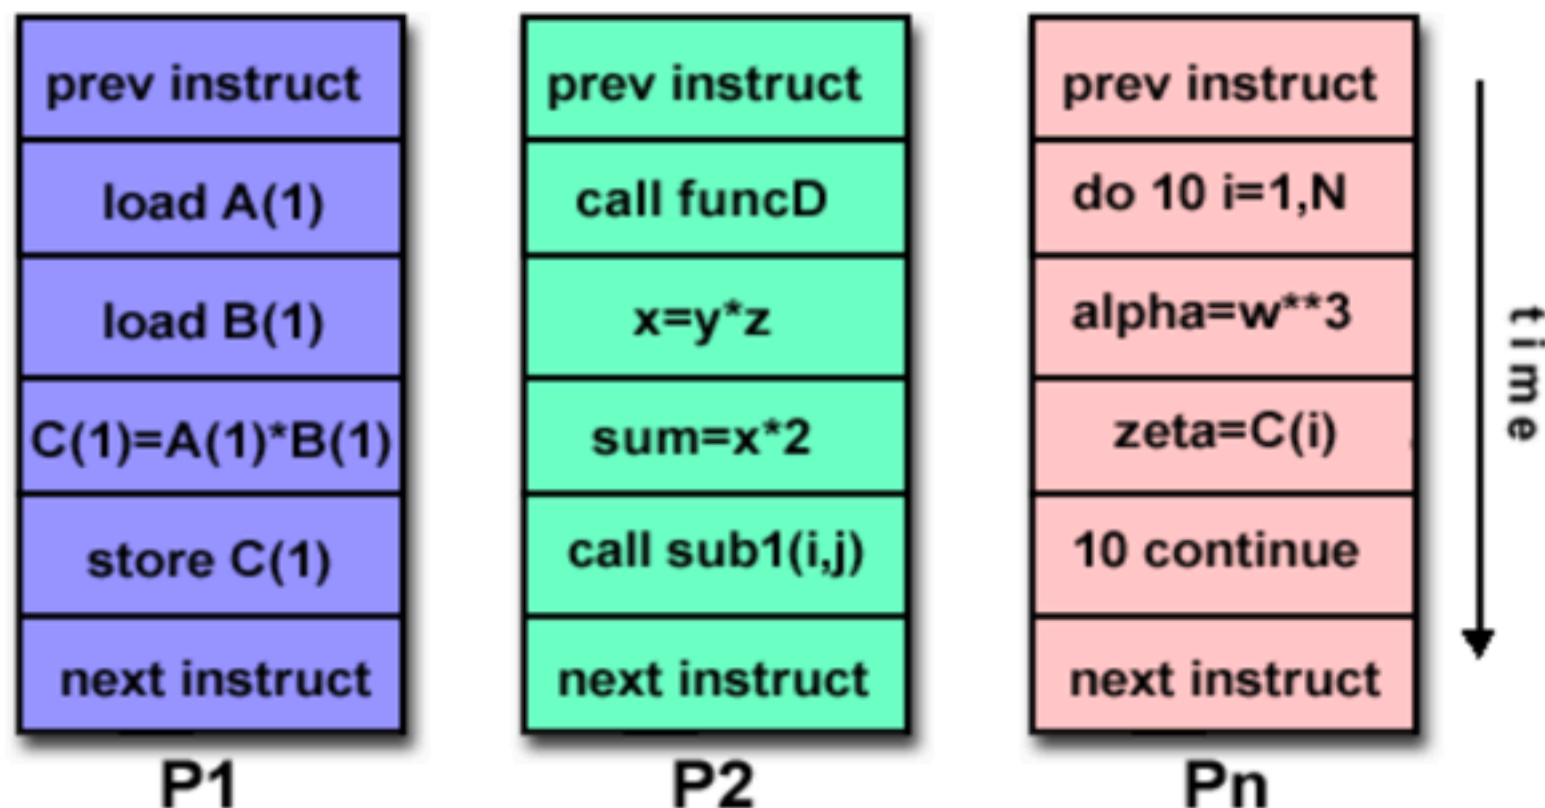 prev instruct
load A(1)
load B(1)
C(1)=A(1)*B(1)
store C(1)
next instruct
P1
prev instruct
call funcD
x=y*z
sum=x*2
call sub1(i,j)
next instruct
P2
prev instruct
do 10 i=1,N
alpha=w**3
zeta=C(i)
10 continue
next instruct
Pn
time